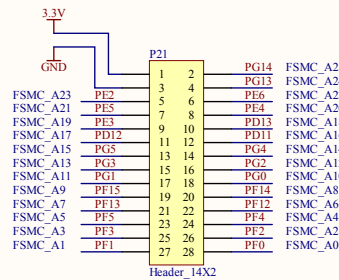 3.3V
GND
P21
1 2 PG14 FSMC_A2
3 4 PG13 FSMC_A2
FSMC_A23 PE2 5 6 PE6 FSMC_A2
FSMC_A21 PE5 7 8 PE4 FSMC_A2
FSMC_A19 PE3 9 10 PD13 FSMC_A1
FSMC_A17 PD12 11 12 PD11 FSMC_A1
FSMC_A15 PG5 13 14 PG4 FSMC_A1
FSMC_A13 PG3 15 16 PG2 FSMC_A1
FSMC_A11 PG1 17 18 PG0 FSMC_A1
FSMC_A9 PF15 19 20 PF14 FSMC_A8
FSMC_A7 PF13 21 22 PF12 FSMC_A6
FSMC_A5 PF5 23 24 PF4 FSMC_A4
FSMC_A3 PF3 25 26 PF2 FSMC_A2
FSMC_A1 PF1 27 28 PF0 FSMC_A0
Header_14X2